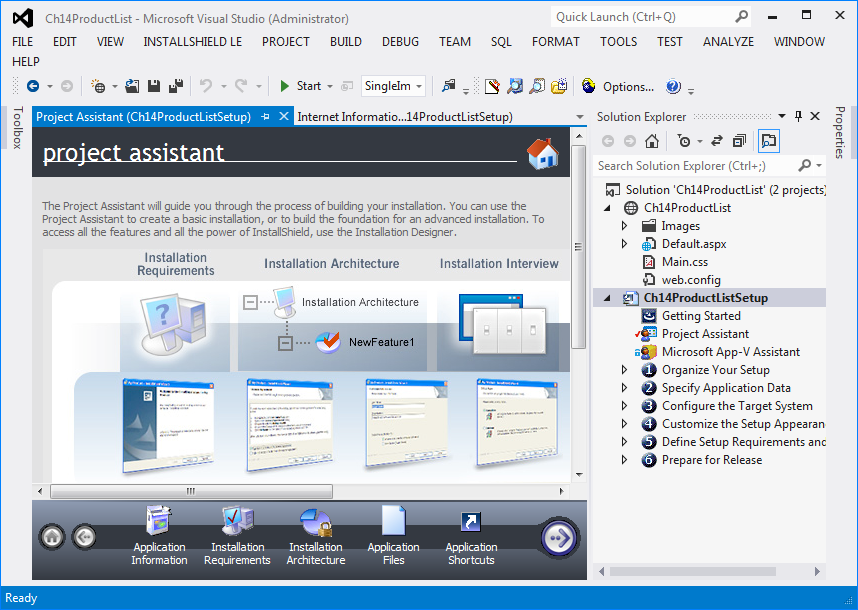 Ch14ProductList - Microsoft Visual Studio (Administrator)
Quick Launch (Ctrl+Q)
FILE EDIT VIEW INSTALLSHIELD LE PROJECT BUILD DEBUG TEAM SQL FORMAT TOOLS TEST ANALYZE WINDOW
HELP
Start SingleIm Options...
Toolbox
Project Assistant (Ch14ProductListSetup) Internet Informatio...14ProductListSetup)
project assistant
The Project Assistant will guide you through the process of building your installation. You can use the
Project Assistant to create a basic installation, or to build the foundation for an advanced installation. To
access all the features and all the power of InstallShield, use the Installation Designer.
Installation
Requirements
Installation Architecture
Installation Interview
Installation Architecture
NewFeature1
Application
Information
Installation
Requirements
Installation
Architecture
Application
Files
Application
Shortcuts
Solution Explorer
Search Solution Explorer (Ctrl+;)
Solution 'Ch14ProductList' (2 projects)
Ch14ProductList
Images
Default.aspx
Main.css
web.config
Ch14ProductListSetup
Getting Started
Project Assistant
Microsoft App-V Assistant
1 Organize Your Setup
2 Specify Application Data
3 Configure the Target System
4 Customize the Setup Appearan
5 Define Setup Requirements and
6 Prepare for Release
Properties
Ready